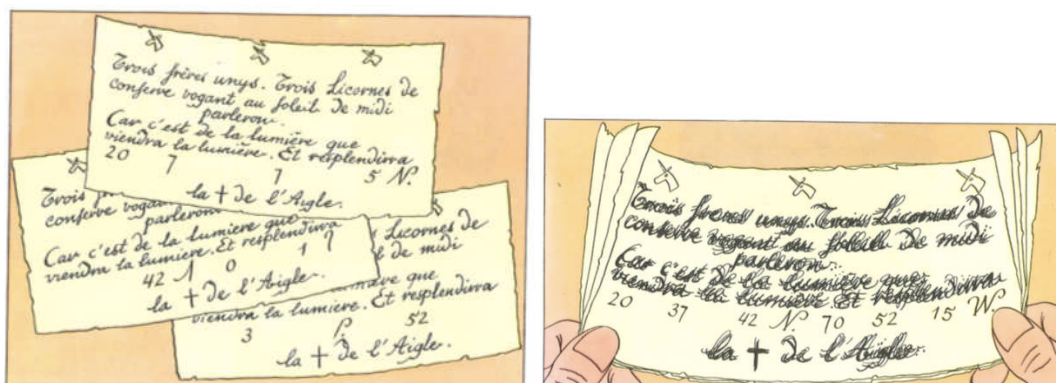 Trois frères unys. Trois Licornes de
conserve vogant au soleil de midi
parleron.
Car c'est de la lumière que
viendra la lumière. Et resplendira
20 7 7 5 N.
la † de l'Aigle.
Trois
conserve
parleron
Car c'est de la lumière que
viendra la lumière. Et resplendira
42 1 0 1
la † de l'Aigle.
Licornes de
de midi
que
viendra la lumière. Et resplendira
3 52
la † de l'Aigle.
Trois frères unys. Trois Licornes de
conserve vogant au soleil de midi
parleron.
Car c'est de la lumière que
viendra la lumière. Et resplendira
20 37 42 N. 70 52 15 W.
la † de l'Aigle.